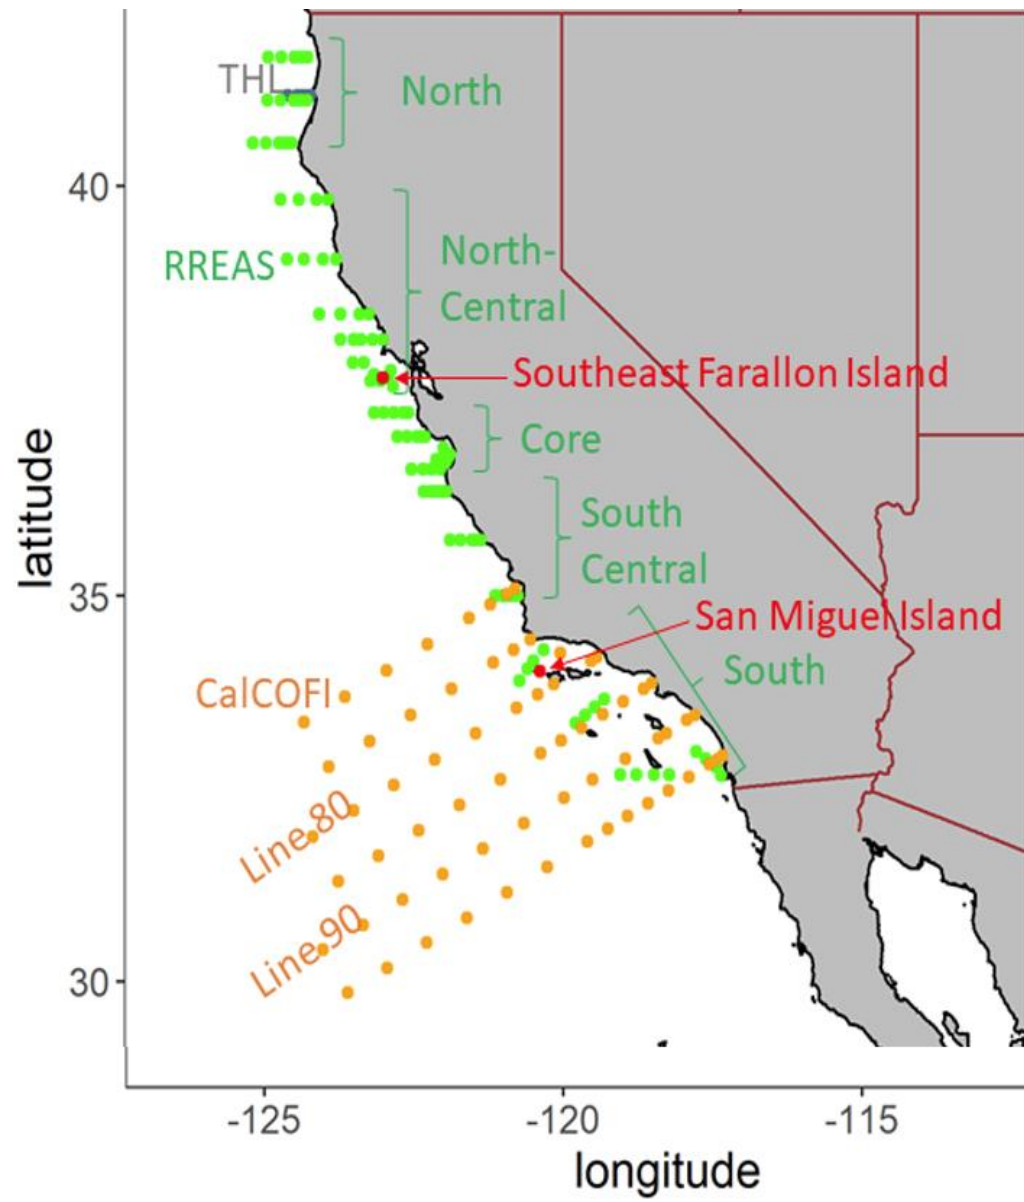 THL
North
40
North-
Central
RREAS
Southeast Farallon Island
Core
South
Central
35
San Miguel Island
South
CalCOFI
Line 80
Line 90
30
latitude
-125
-120
-115
longitude